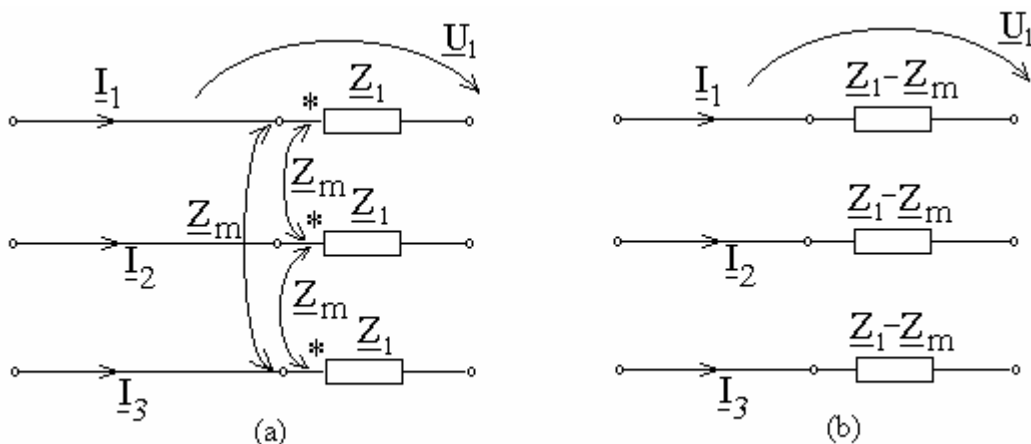 U₁
I₁
*
Z₁
Zₘ
Zₘ
*
Z₁
I₂
Zₘ
*
Z₁
I₃
(a)
U₁
I₁
Z₁-Zₘ
Z₁-Zₘ
I₂
Z₁-Zₘ
I₃
(b)